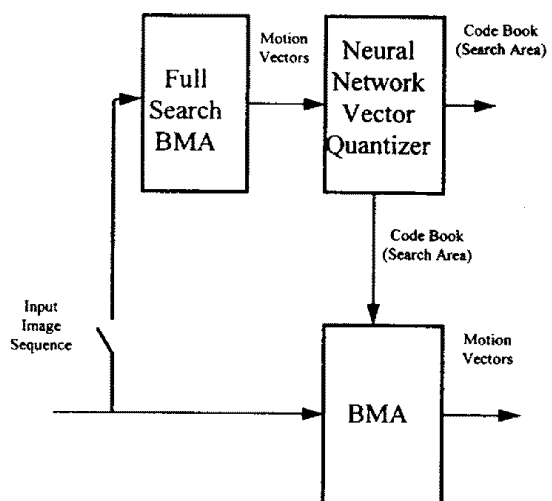 Full
Search
BMA
Motion
Vectors
Neural
Network
Vector
Quantizer
Code Book
(Search Area)
Code Book
(Search Area)
Input
Image
Sequence
BMA
Motion
Vectors